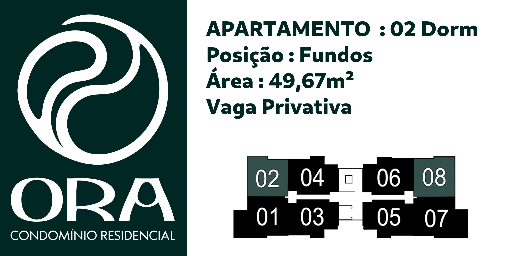 ORA
CONDOMÍNIO RESIDENCIAL
APARTAMENTO : 02 Dorm
Posição : Fundos
Área : 49,67m²
Vaga Privativa
02 04 06 08
01 03 05 07